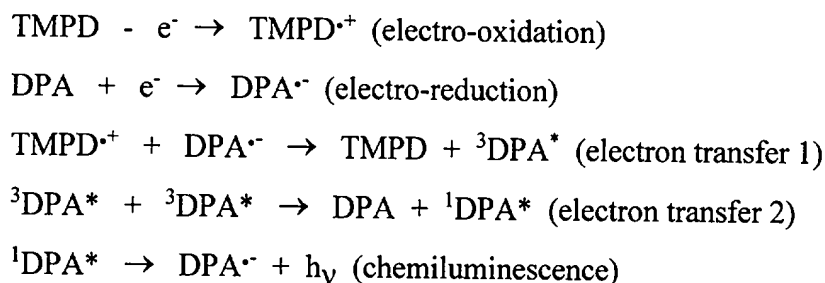 TMPD - e⁻ → TMPD•⁺ (electro-oxidation)
DPA + e⁻ → DPA•⁻ (electro-reduction)
TMPD•⁺ + DPA•⁻ → TMPD + ³DPA* (electron transfer 1)
³DPA* + ³DPA* → DPA + ¹DPA* (electron transfer 2)
¹DPA* → DPA•⁻ + hν (chemiluminescence)